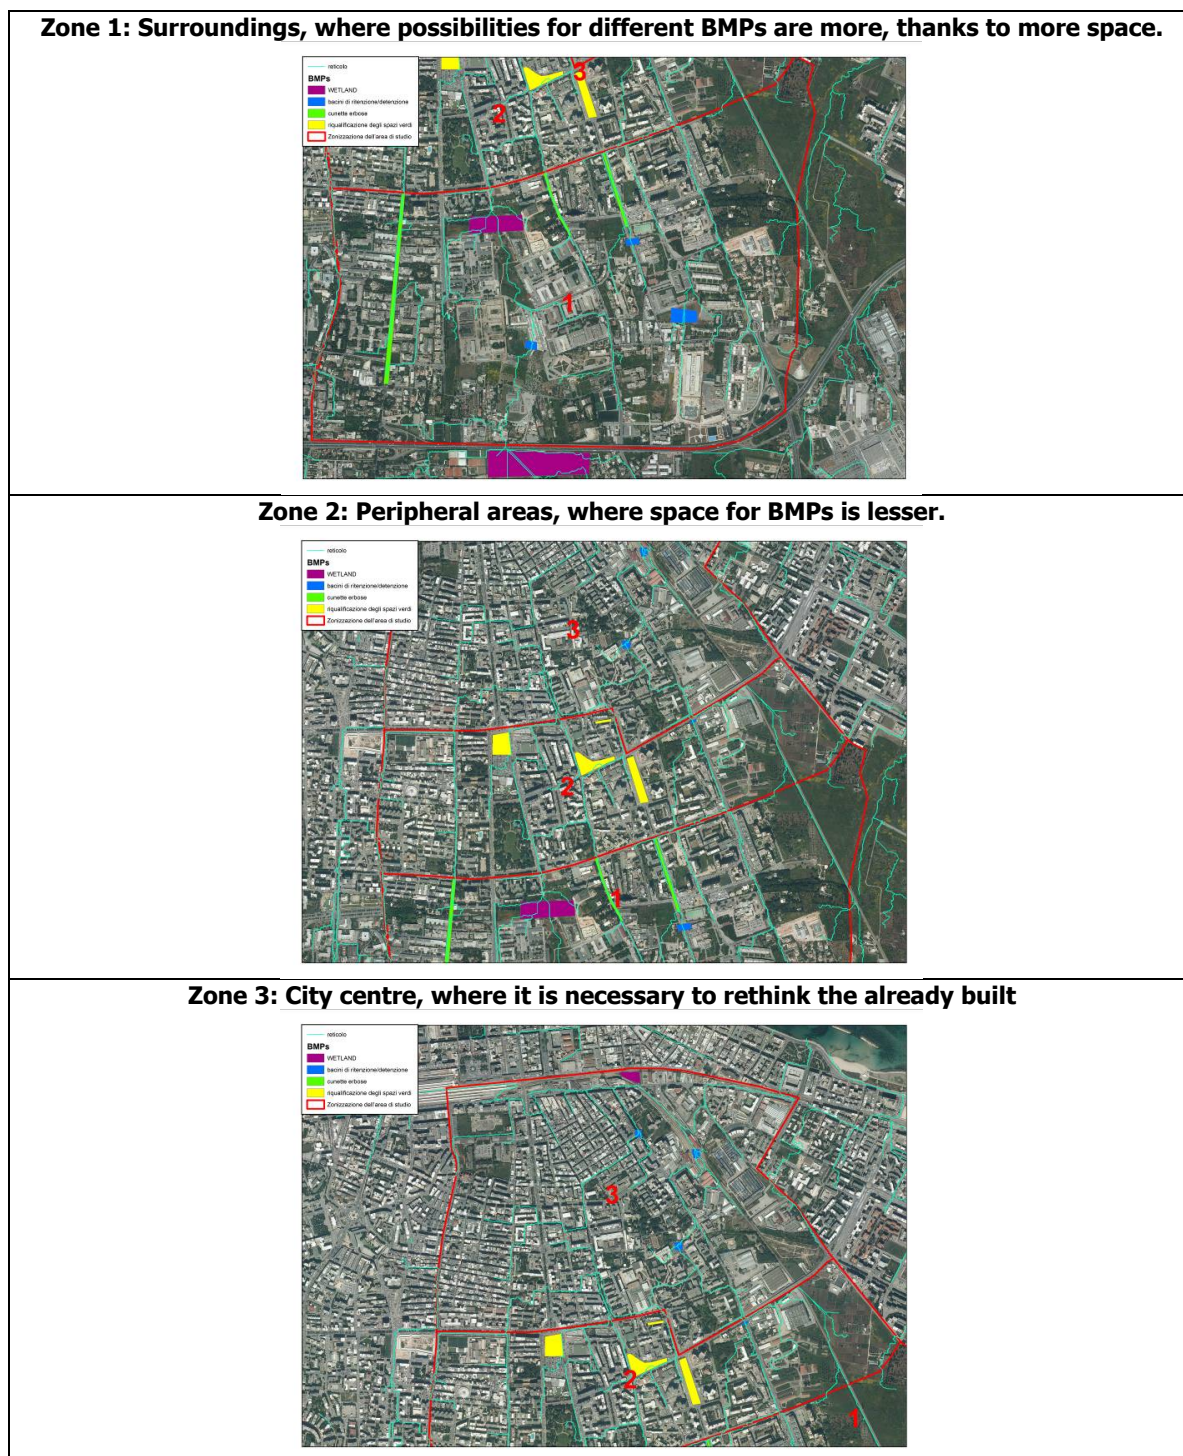 Zone 1: Surroundings, where possibilities for different BMPs are more, thanks to more space.
reticolo
BMPs
WETLAND
bacini di ritenzione/detenzione
cunette erbose
riqualificazione degli spazi verdi
Zonizzazione dell'area di studio
3
2
1
Zone 2: Peripheral areas, where space for BMPs is lesser.
reticolo
BMPs
WETLAND
bacini di ritenzione/detenzione
cunette erbose
riqualificazione degli spazi verdi
Zonizzazione dell'area di studio
3
2
1
Zone 3: City centre, where it is necessary to rethink the already built
reticolo
BMPs
WETLAND
bacini di ritenzione/detenzione
cunette erbose
riqualificazione degli spazi verdi
Zonizzazione dell'area di studio
3
2
1